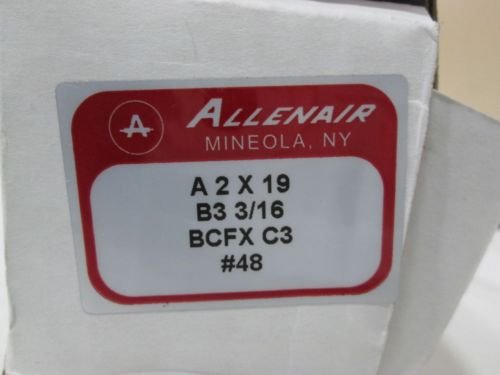 A ALLENAIR
MINEOLA, NY
A 2 X 19
B3 3/16
BCFX C3
#48